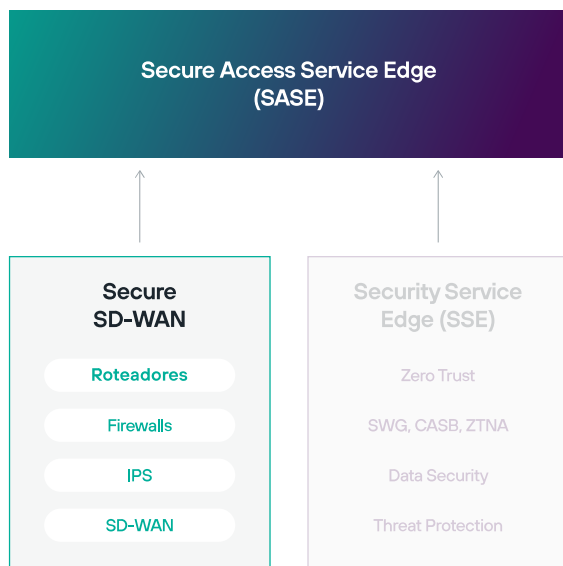 Secure Access Service Edge
(SASE)
Secure
SD-WAN
Roteadores
Firewalls
IPS
SD-WAN
Security Service
Edge (SSE)
Zero Trust
SWG, CASB, ZTNA
Data Security
Threat Protection